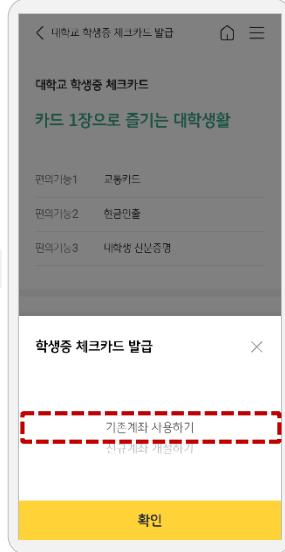 대학교 학생증 체크카드 발급
대학교 학생증 체크카드
카드 1장으로 즐기는 대학생활
편의기능1 교통카드
편의기능2 현금인출
편의기능3 대학생 신분증명
학생증 체크카드 발급
기존계좌 사용하기
신규계좌 개설하기
확인